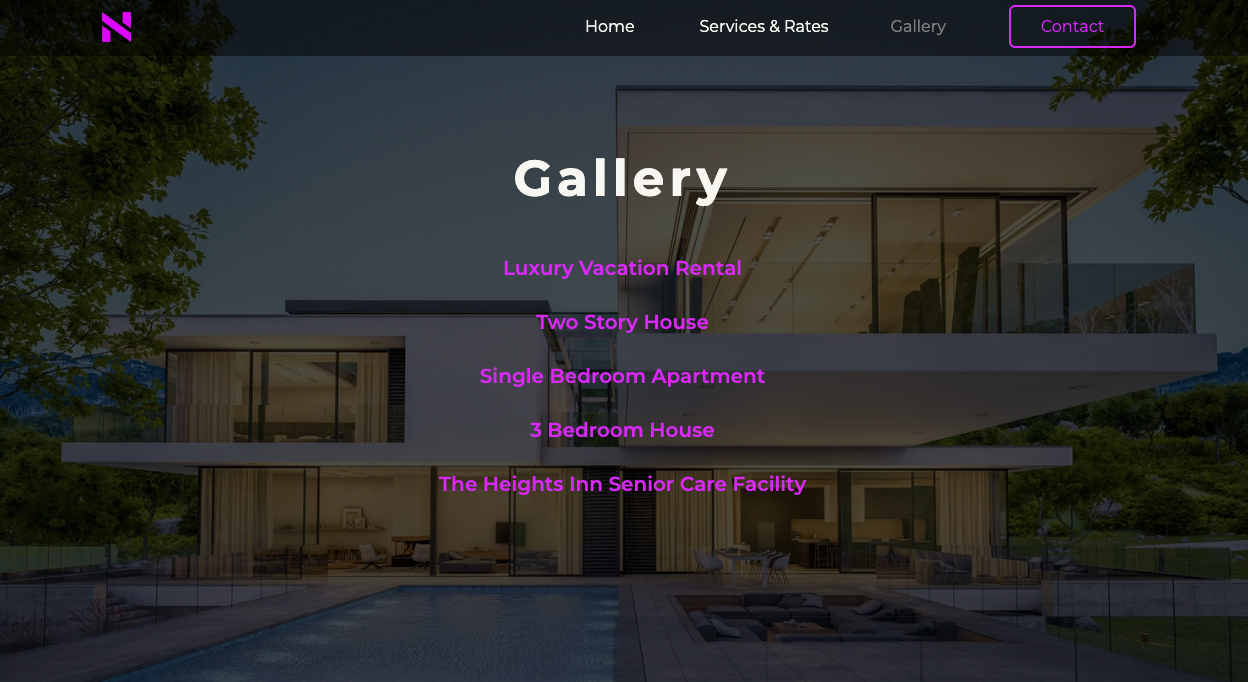 Home
Services & Rates
Gallery
Contact
Gallery
Luxury Vacation Rental
Two Story House
Single Bedroom Apartment
3 Bedroom House
The Heights Inn Senior Care Facility